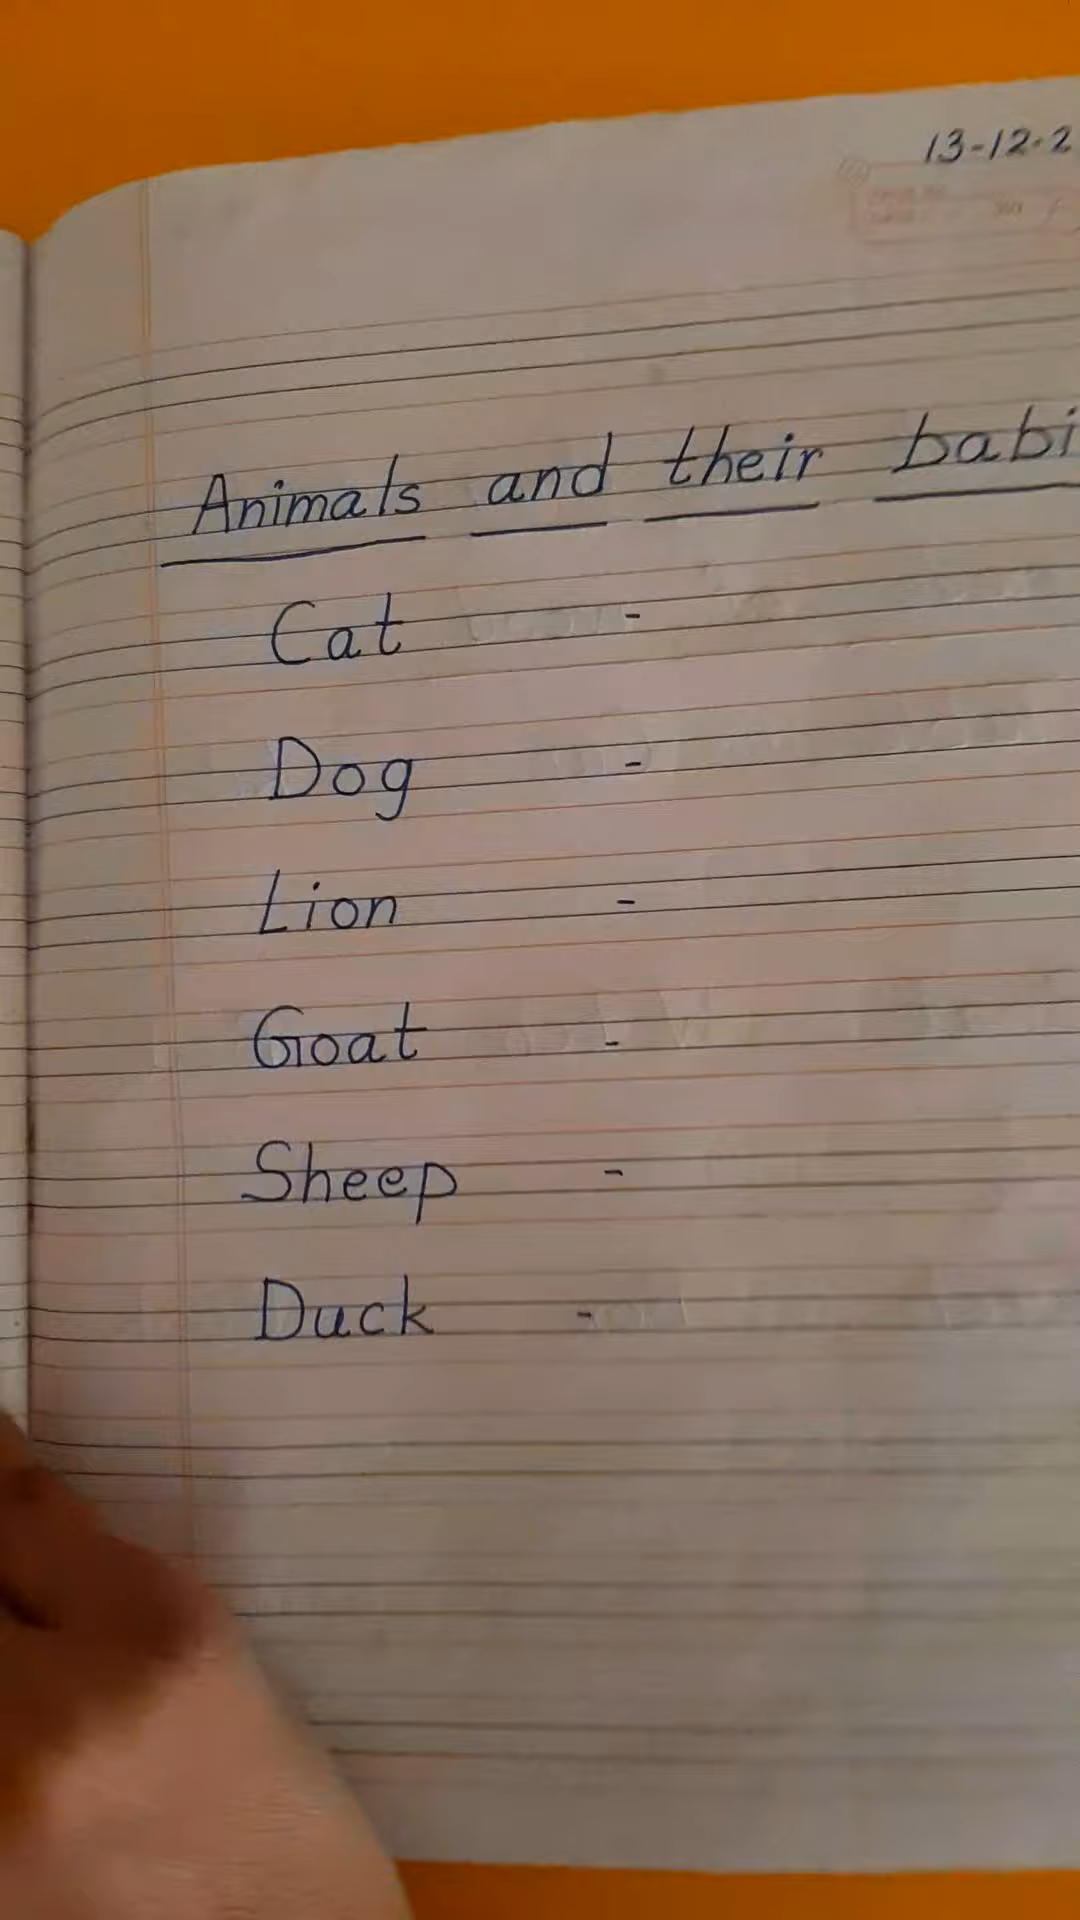 13-12-2
Animals and their babi
Cat -
Dog -
Lion -
Goat -
Sheep -
Duck -